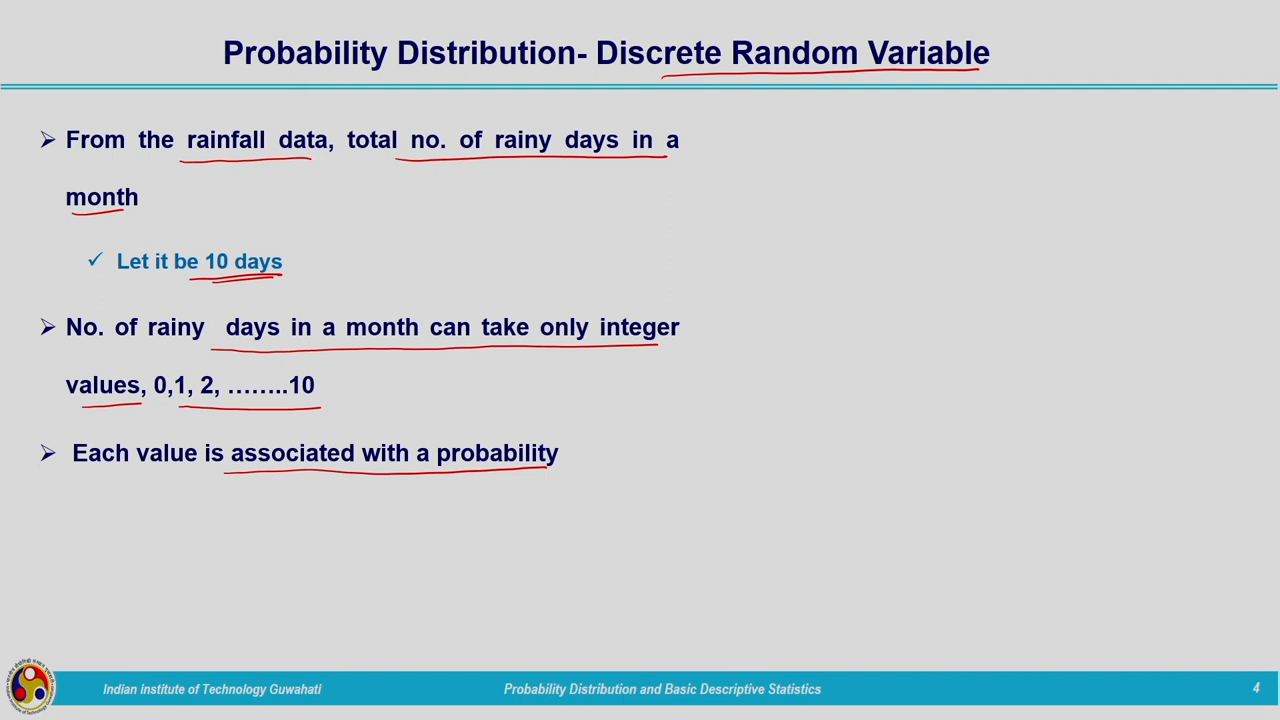 Probability Distribution- Discrete Random Variable
➢ From the rainfall data, total no. of rainy days in a
month
✓ Let it be 10 days
➢ No. of rainy days in a month can take only integer
values, 0,1, 2, ……..10
➢ Each value is associated with a probability
Indian institute of Technology Guwahati
Probability Distribution and Basic Descriptive Statistics
4